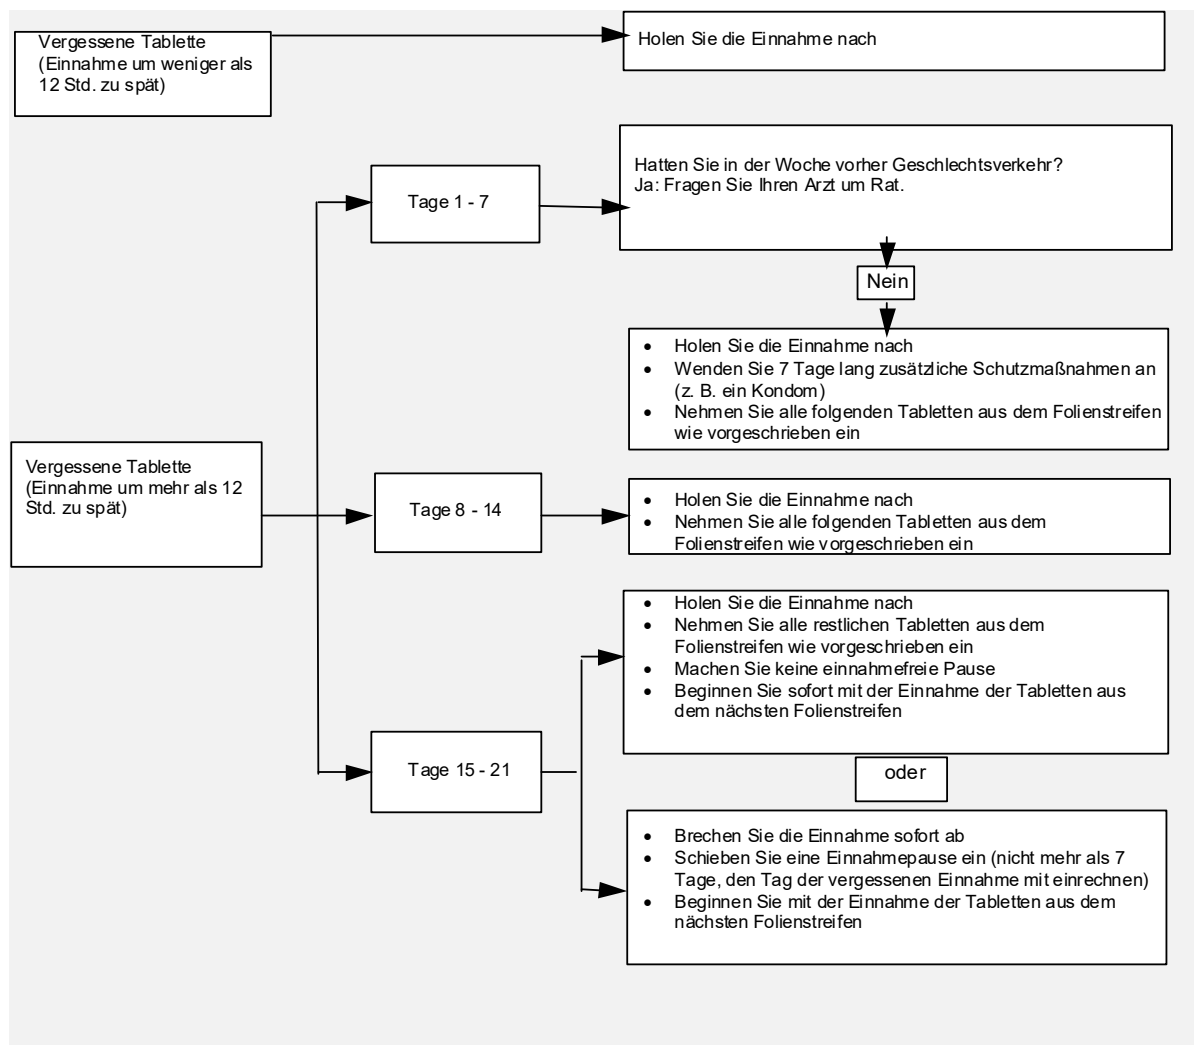 Vergessene Tablette
(Einnahme um weniger als
12 Std. zu spät)
Holen Sie die Einnahme nach
Hatten Sie in der Woche vorher Geschlechtsverkehr?
Ja: Fragen Sie Ihren Arzt um Rat.
Tage 1 - 7
Nein
• Holen Sie die Einnahme nach
• Wenden Sie 7 Tage lang zusätzliche Schutzmaßnahmen an
(z. B. ein Kondom)
• Nehmen Sie alle folgenden Tabletten aus dem Folienstreifen
wie vorgeschrieben ein
Vergessene Tablette
(Einnahme um mehr als 12
Std. zu spät)
Tage 8 - 14
• Holen Sie die Einnahme nach
• Nehmen Sie alle folgenden Tabletten aus dem
Folienstreifen wie vorgeschrieben ein
• Holen Sie die Einnahme nach
• Nehmen Sie alle restlichen Tabletten aus dem
Folienstreifen wie vorgeschrieben ein
• Machen Sie keine einnahmefreie Pause
• Beginnen Sie sofort mit der Einnahme der Tabletten aus
dem nächsten Folienstreifen
Tage 15 - 21
oder
• Brechen Sie die Einnahme sofort ab
• Schieben Sie eine Einnahmepause ein (nicht mehr als 7
Tage, den Tag der vergessenen Einnahme mit einrechnen)
• Beginnen Sie mit der Einnahme der Tabletten aus dem
nächsten Folienstreifen